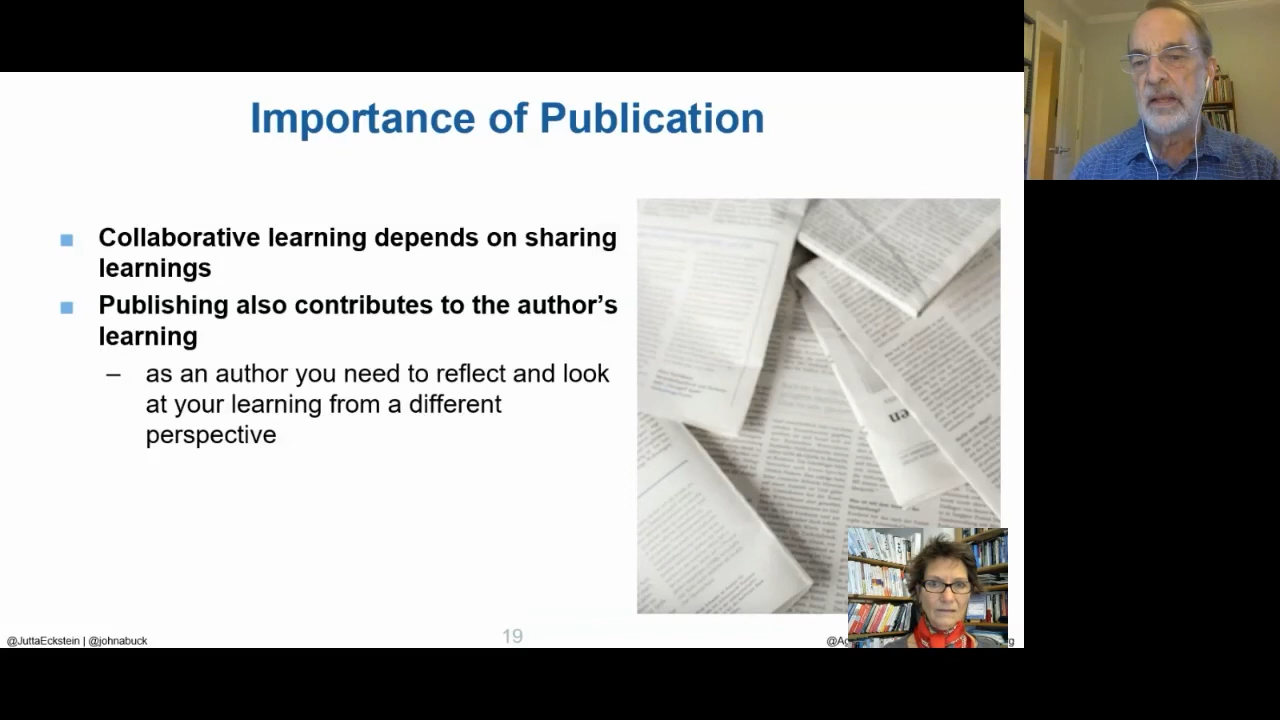 Importance of Publication
Collaborative learning depends on sharing
learnings
Publishing also contributes to the author's
learning
– as an author you need to reflect and look
at your learning from a different
perspective
@JuttaEckstein | @johnabuck
19